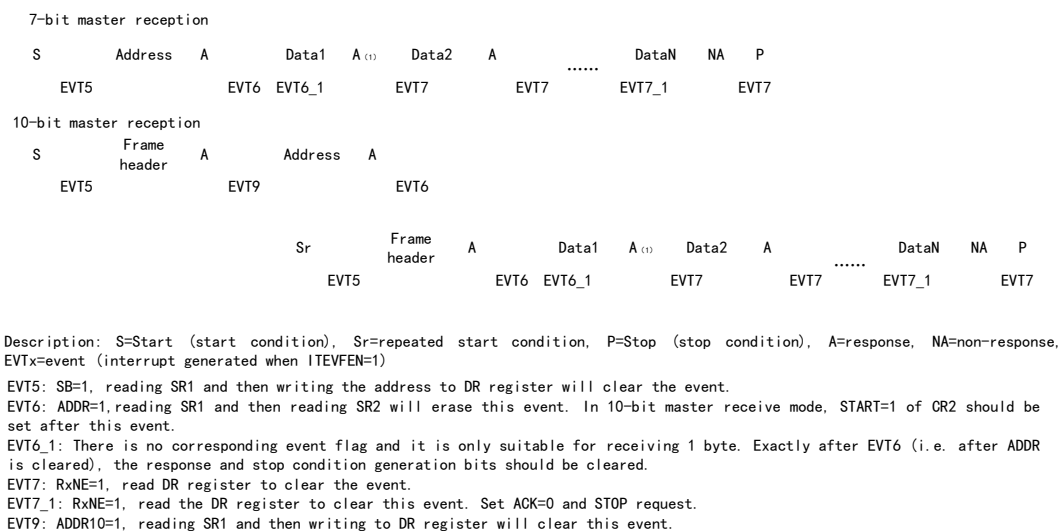 7-bit master reception
S Address A Data1 A (1) Data2 A ...... DataN NA P
EVT5 EVT6 EVT6_1 EVT7 EVT7 EVT7_1 EVT7
10-bit master reception
S Frame header A Address A
EVT5 EVT9 EVT6
Sr Frame header A Data1 A (1) Data2 A ...... DataN NA P
EVT5 EVT6 EVT6_1 EVT7 EVT7 EVT7_1 EVT7
Description: S=Start (start condition), Sr=repeated start condition, P=Stop (stop condition), A=response, NA=non-response,
EVTx=event (interrupt generated when ITEVFEN=1)
EVT5: SB=1, reading SR1 and then writing the address to DR register will clear the event.
EVT6: ADDR=1,reading SR1 and then reading SR2 will erase this event. In 10-bit master receive mode, START=1 of CR2 should be
set after this event.
EVT6_1: There is no corresponding event flag and it is only suitable for receiving 1 byte. Exactly after EVT6 (i.e. after ADDR
is cleared), the response and stop condition generation bits should be cleared.
EVT7: RxNE=1, read DR register to clear the event.
EVT7_1: RxNE=1, read the DR register to clear this event. Set ACK=0 and STOP request.
EVT9: ADDR10=1, reading SR1 and then writing to DR register will clear this event.